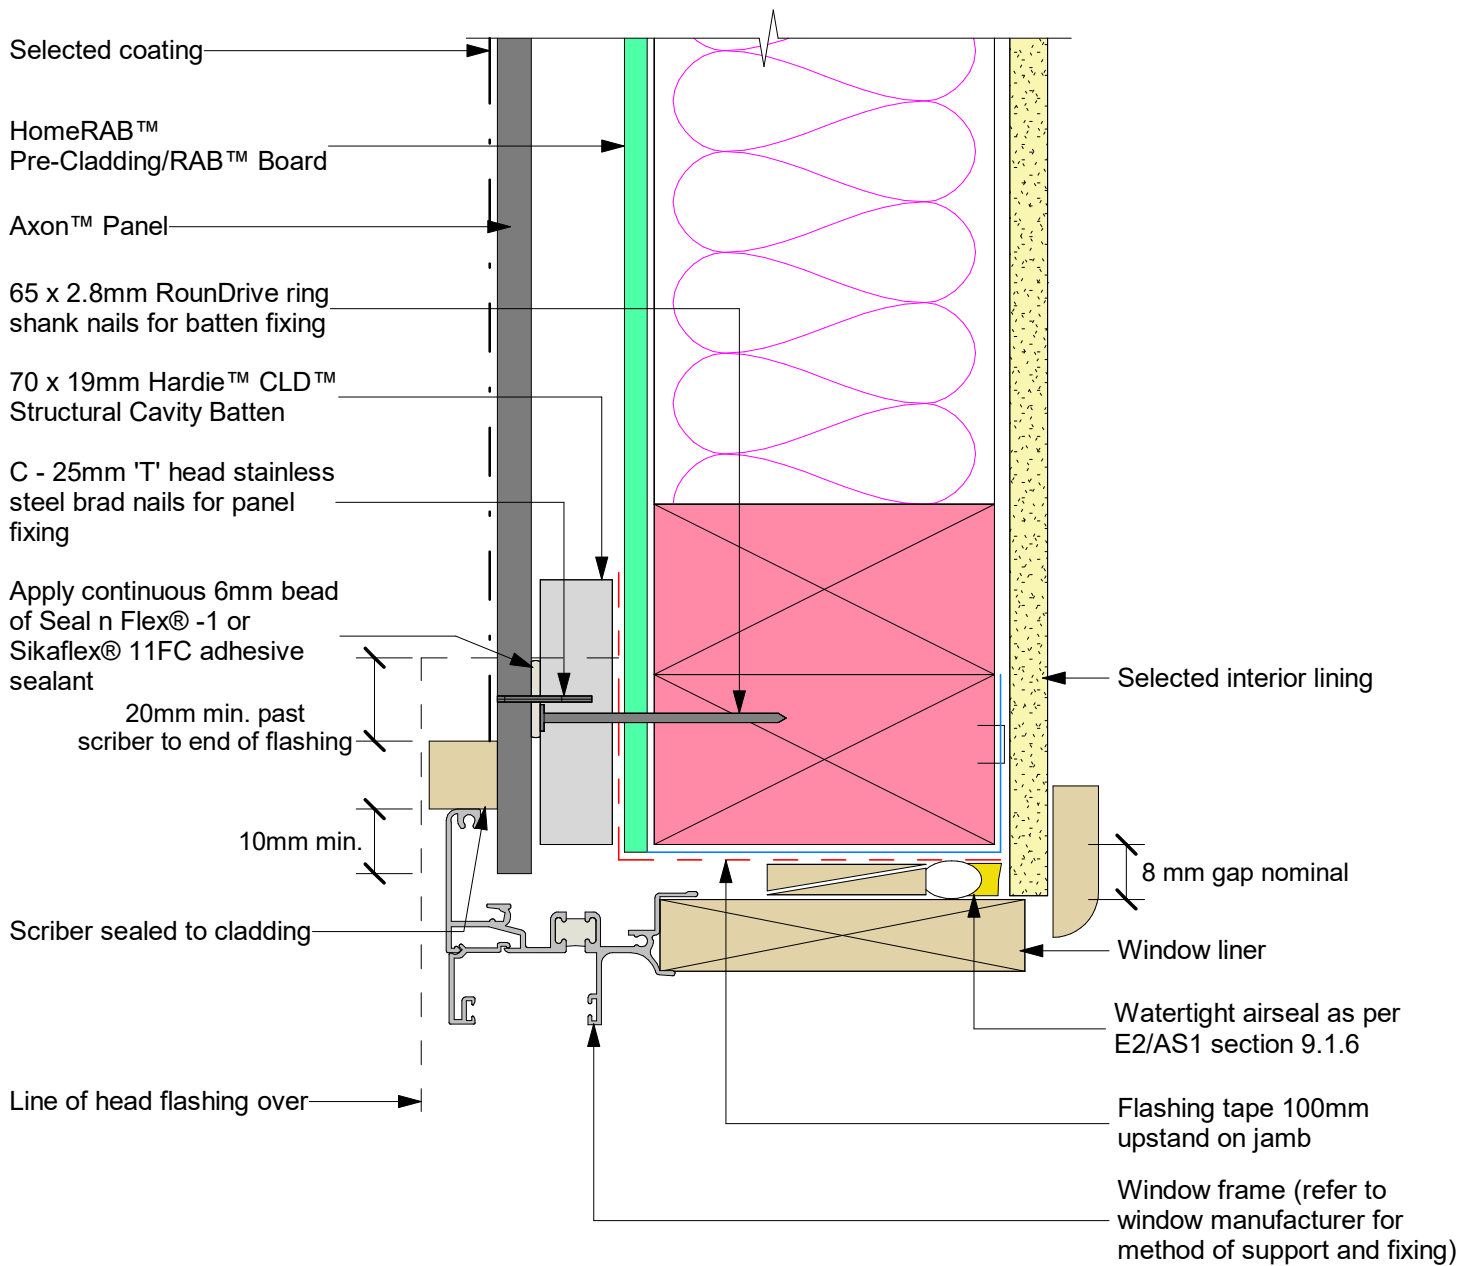 Selected coating
HomeRAB™
Pre-Cladding/RAB™ Board
Axon™ Panel
65 x 2.8mm RounDrive ring
shank nails for batten fixing
70 x 19mm Hardie™ CLD™
Structural Cavity Batten
C - 25mm 'T' head stainless
steel brad nails for panel
fixing
Apply continuous 6mm bead
of Seal n Flex® -1 or
Sikaflex® 11FC adhesive
sealant
20mm min. past
scriber to end of flashing
10mm min.
Scriber sealed to cladding
Line of head flashing over
Selected interior lining
8 mm gap nominal
Window liner
Watertight airseal as per
E2/AS1 section 9.1.6
Flashing tape 100mm
upstand on jamb
Window frame (refer to
window manufacturer for
method of support and fixing)